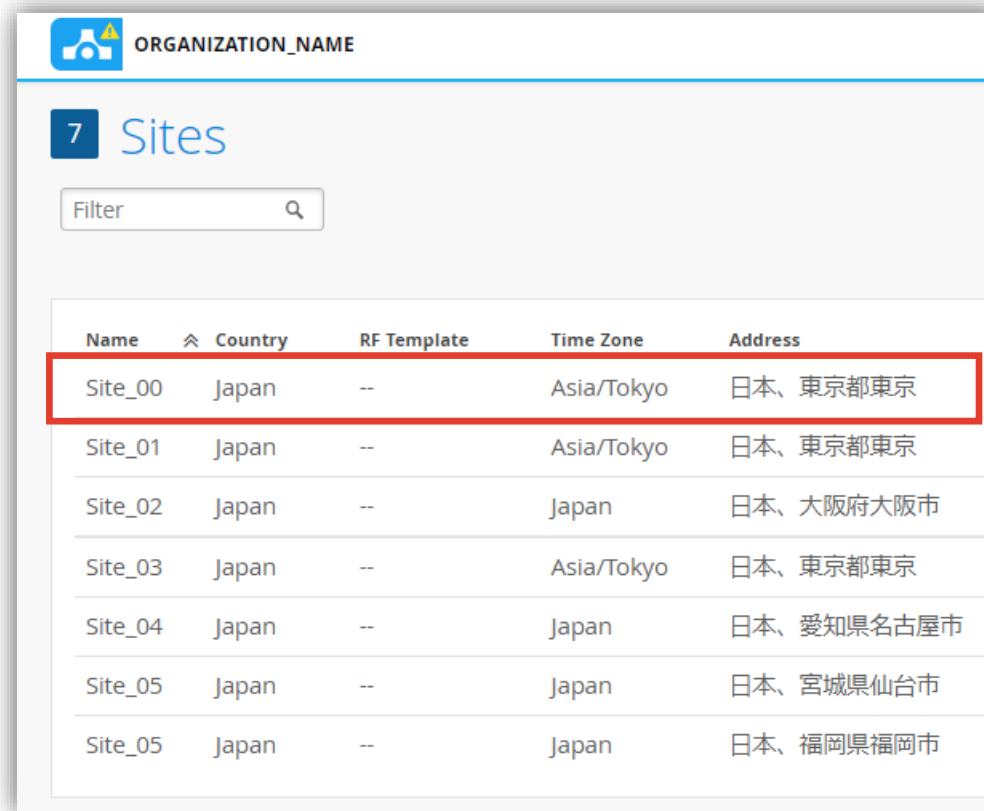 ORGANIZATION_NAME
7 Sites
Filter
Name Country RF Template Time Zone Address
Site_00 Japan -- Asia/Tokyo 日本、東京都東京
Site_01 Japan -- Asia/Tokyo 日本、東京都東京
Site_02 Japan -- Japan 日本、大阪府大阪市
Site_03 Japan -- Asia/Tokyo 日本、東京都東京
Site_04 Japan -- Japan 日本、愛知県名古屋市
Site_05 Japan -- Japan 日本、宮城県仙台市
Site_05 Japan -- Japan 日本、福岡県福岡市